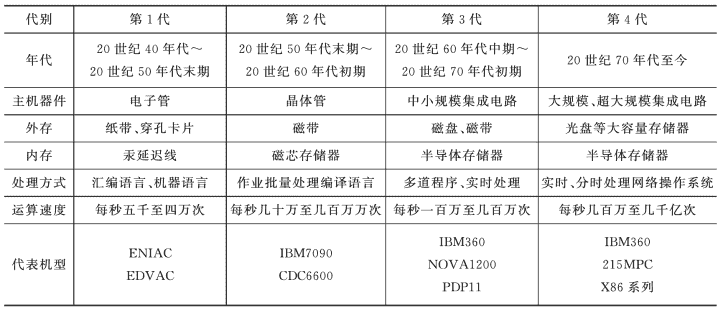 代别 第1代 第2代 第3代 第4代
年代 20世纪40年代～20世纪50年代末期 20世纪50年代末期～20世纪60年代初期 20世纪60年代中期～20世纪70年代初期 20世纪70年代至今
主机器件 电子管 晶体管 中小规模集成电路 大规模、超大规模集成电路
外存 纸带、穿孔卡片 磁带 磁盘、磁带 光盘等大容量存储器
内存 汞延迟线 磁芯存储器 半导体存储器 半导体存储器
处理方式 汇编语言、机器语言 作业批量处理编译语言 多道程序、实时处理 实时、分时处理网络操作系统
运算速度 每秒五千至四万次 每秒几十万至几百万万次 每秒一百万至几百万次 每秒几百万至几千亿次
代表机型 ENIAC EDVAC IBM7090 CDC6600 IBM360 NOVA1200 PDP11 IBM360 215MPC X86系列